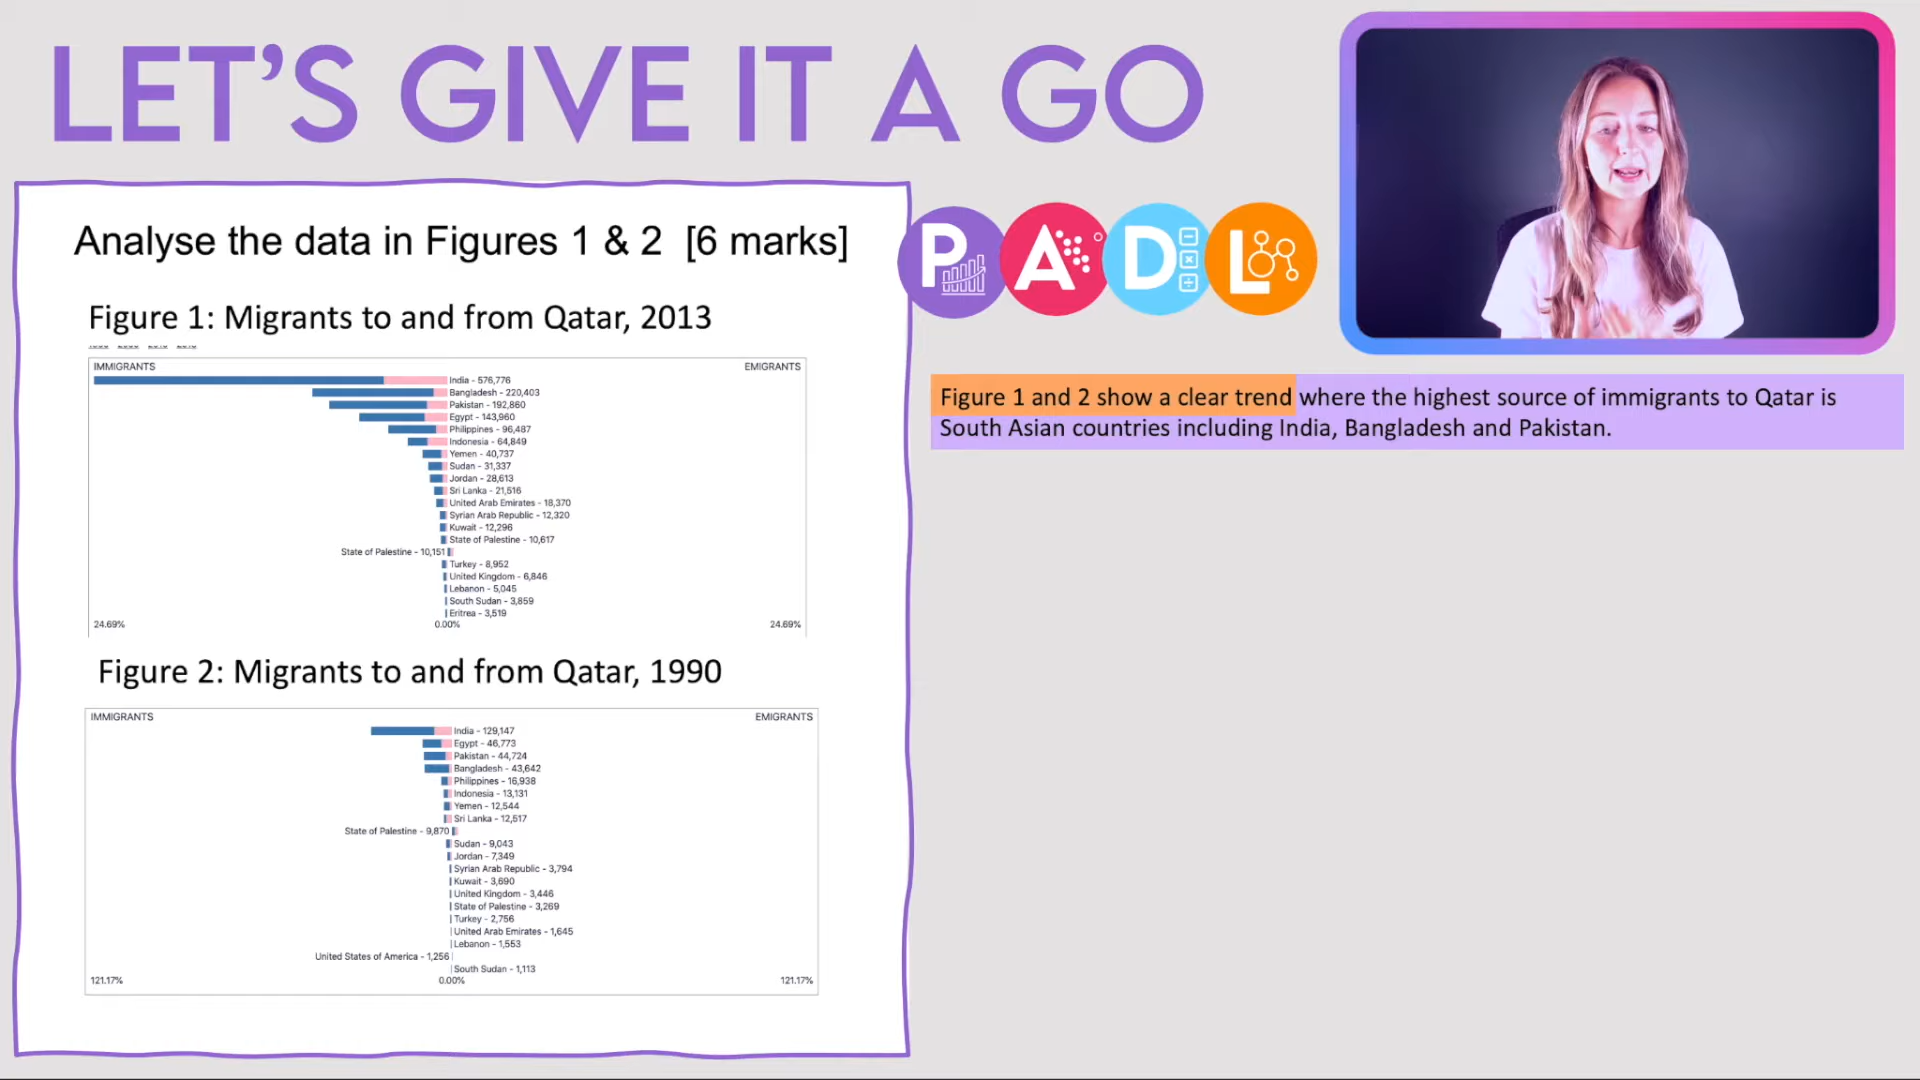 LET'S GIVE IT A GO
Analyse the data in Figures 1 & 2 [6 marks]
P A D L
Figure 1: Migrants to and from Qatar, 2013
IMMIGRANTS EMIGRANTS
India - 576,776
Bangladesh - 220,403
Pakistan - 192,860
Egypt - 143,960
Philippines - 96,487
Indonesia - 64,849
Yemen - 40,737
Sudan - 31,337
Jordan - 28,613
Sri Lanka - 21,516
United Arab Emirates - 18,370
Syrian Arab Republic - 12,320
Kuwait - 12,296
State of Palestine - 10,617
State of Palestine - 10,151
Turkey - 8,952
United Kingdom - 6,846
Lebanon - 5,045
South Sudan - 3,859
Eritrea - 3,519
24.69% 0.00% 24.69%
Figure 2: Migrants to and from Qatar, 1990
IMMIGRANTS EMIGRANTS
India - 129,147
Egypt - 46,773
Pakistan - 44,724
Bangladesh - 43,642
Philippines - 16,938
Indonesia - 13,131
Yemen - 12,544
Sri Lanka - 12,517
State of Palestine - 9,870
Sudan - 9,043
Jordan - 7,349
Syrian Arab Republic - 3,794
Kuwait - 3,690
United Kingdom - 3,446
State of Palestine - 3,269
Turkey - 2,756
United Arab Emirates - 1,645
Lebanon - 1,553
United States of America - 1,256
South Sudan - 1,113
121.17% 0.00% 121.17%
Figure 1 and 2 show a clear trend where the highest source of immigrants to Qatar is
South Asian countries including India, Bangladesh and Pakistan.